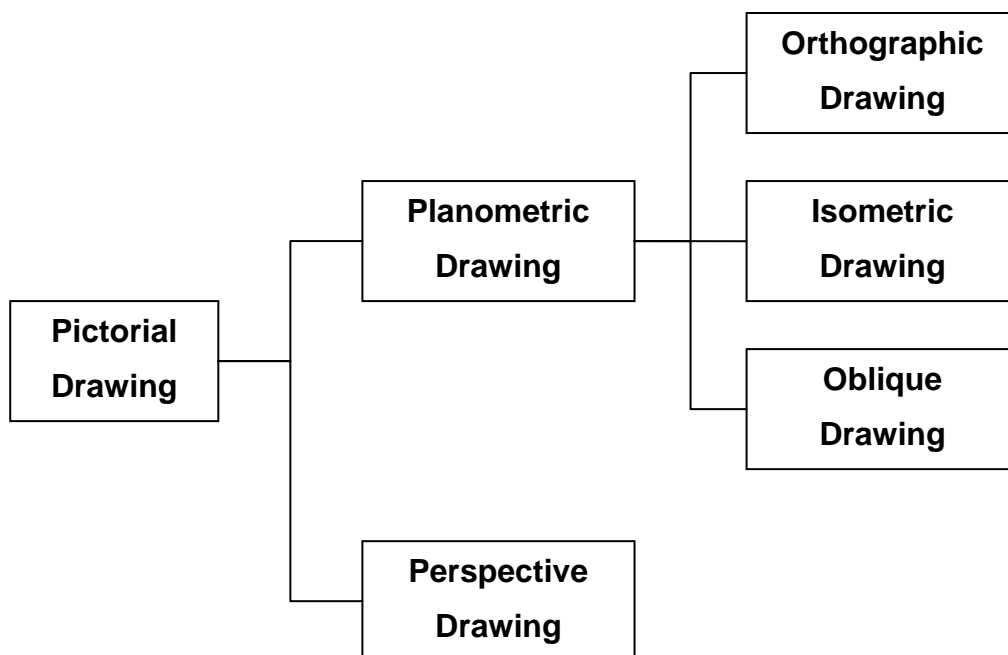 Orthographic
Drawing
Planometric
Drawing
Isometric
Drawing
Pictorial
Drawing
Oblique
Drawing
Perspective
Drawing